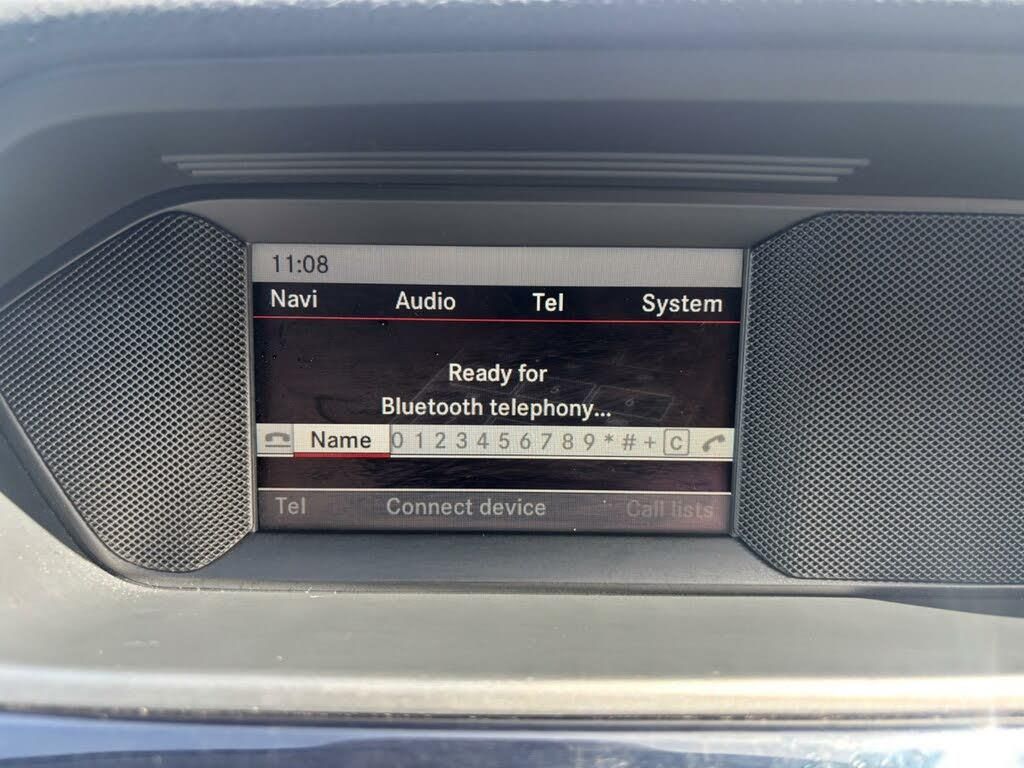 11:08
Navi Audio Tel System
Ready for
Bluetooth telephony...
Name 0 1 2 3 4 5 6 7 8 9 * # + C
Tel Connect device Call lists